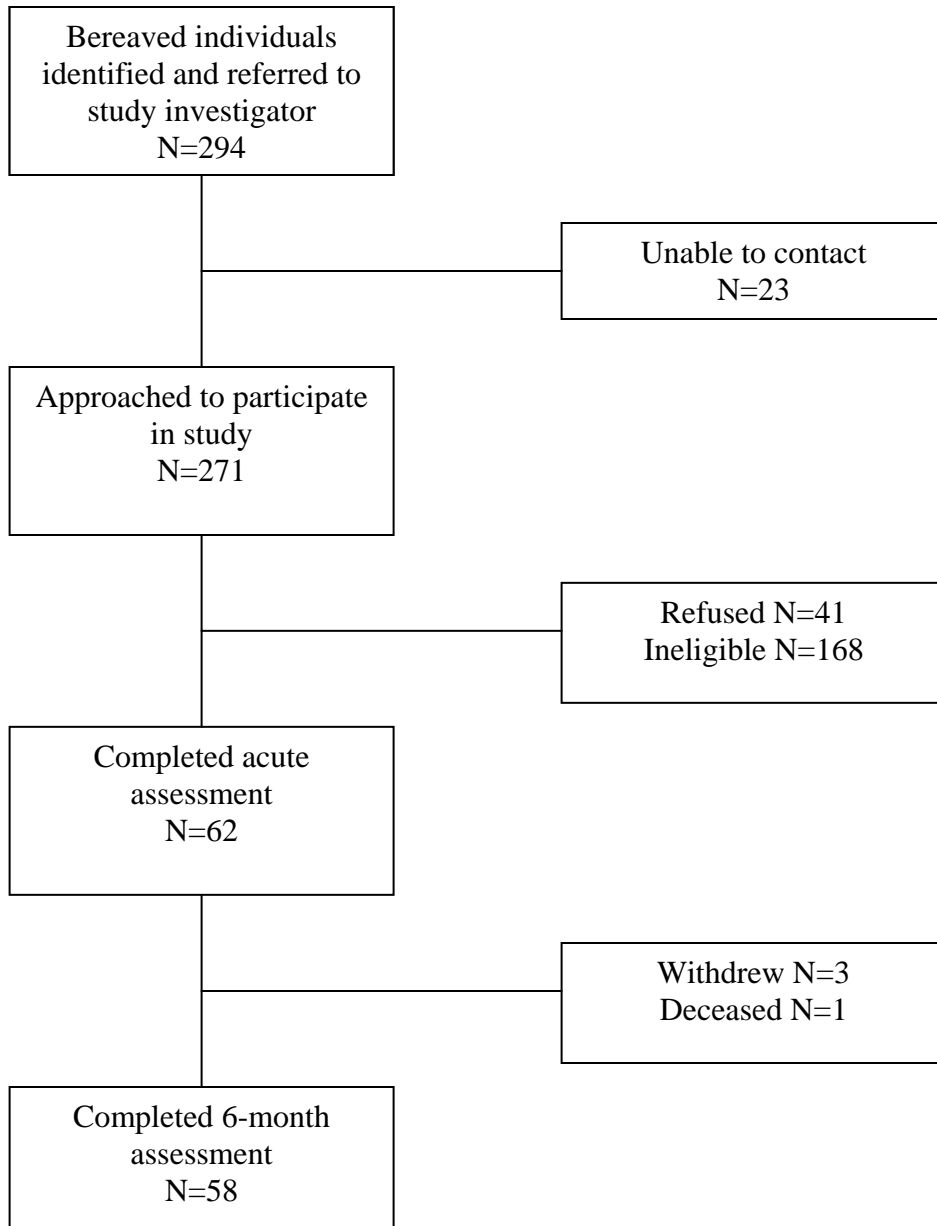 Bereaved individuals
identified and referred to
study investigator
N=294
Unable to contact
N=23
Approached to participate
in study
N=271
Refused N=41
Ineligible N=168
Completed acute
assessment
N=62
Withdrew N=3
Deceased N=1
Completed 6-month
assessment
N=58